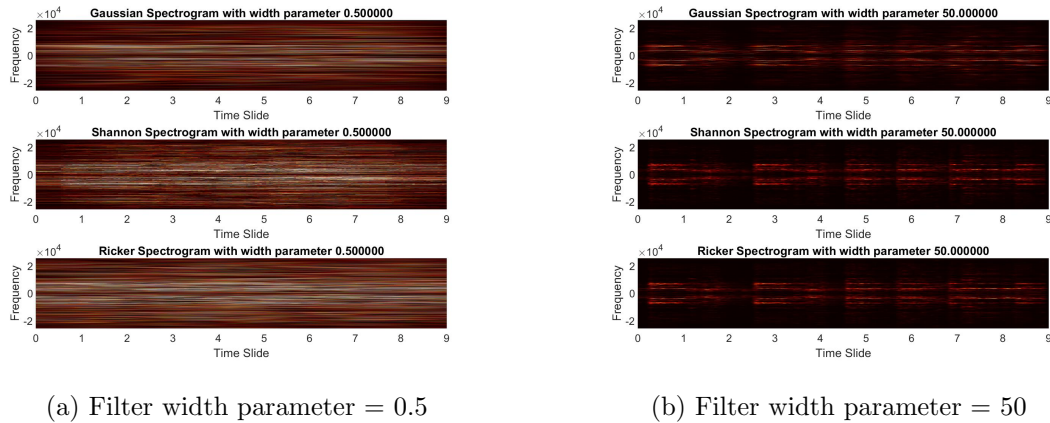 Gaussian Spectrogram with width parameter 0.500000
×10⁴
2
0
-2
Frequency
0 1 2 3 4 5 6 7 8 9
Time Slide
Shannon Spectrogram with width parameter 0.500000
×10⁴
2
0
-2
Frequency
0 1 2 3 4 5 6 7 8 9
Time Slide
Ricker Spectrogram with width parameter 0.500000
×10⁴
2
0
-2
Frequency
0 1 2 3 4 5 6 7 8 9
Time Slide
(a) Filter width parameter = 0.5
Gaussian Spectrogram with width parameter 50.000000
×10⁴
2
0
-2
Frequency
0 1 2 3 4 5 6 7 8 9
Time Slide
Shannon Spectrogram with width parameter 50.000000
×10⁴
2
0
-2
Frequency
0 1 2 3 4 5 6 7 8 9
Time Slide
Ricker Spectrogram with width parameter 50.000000
×10⁴
2
0
-2
Frequency
0 1 2 3 4 5 6 7 8 9
Time Slide
(b) Filter width parameter = 50